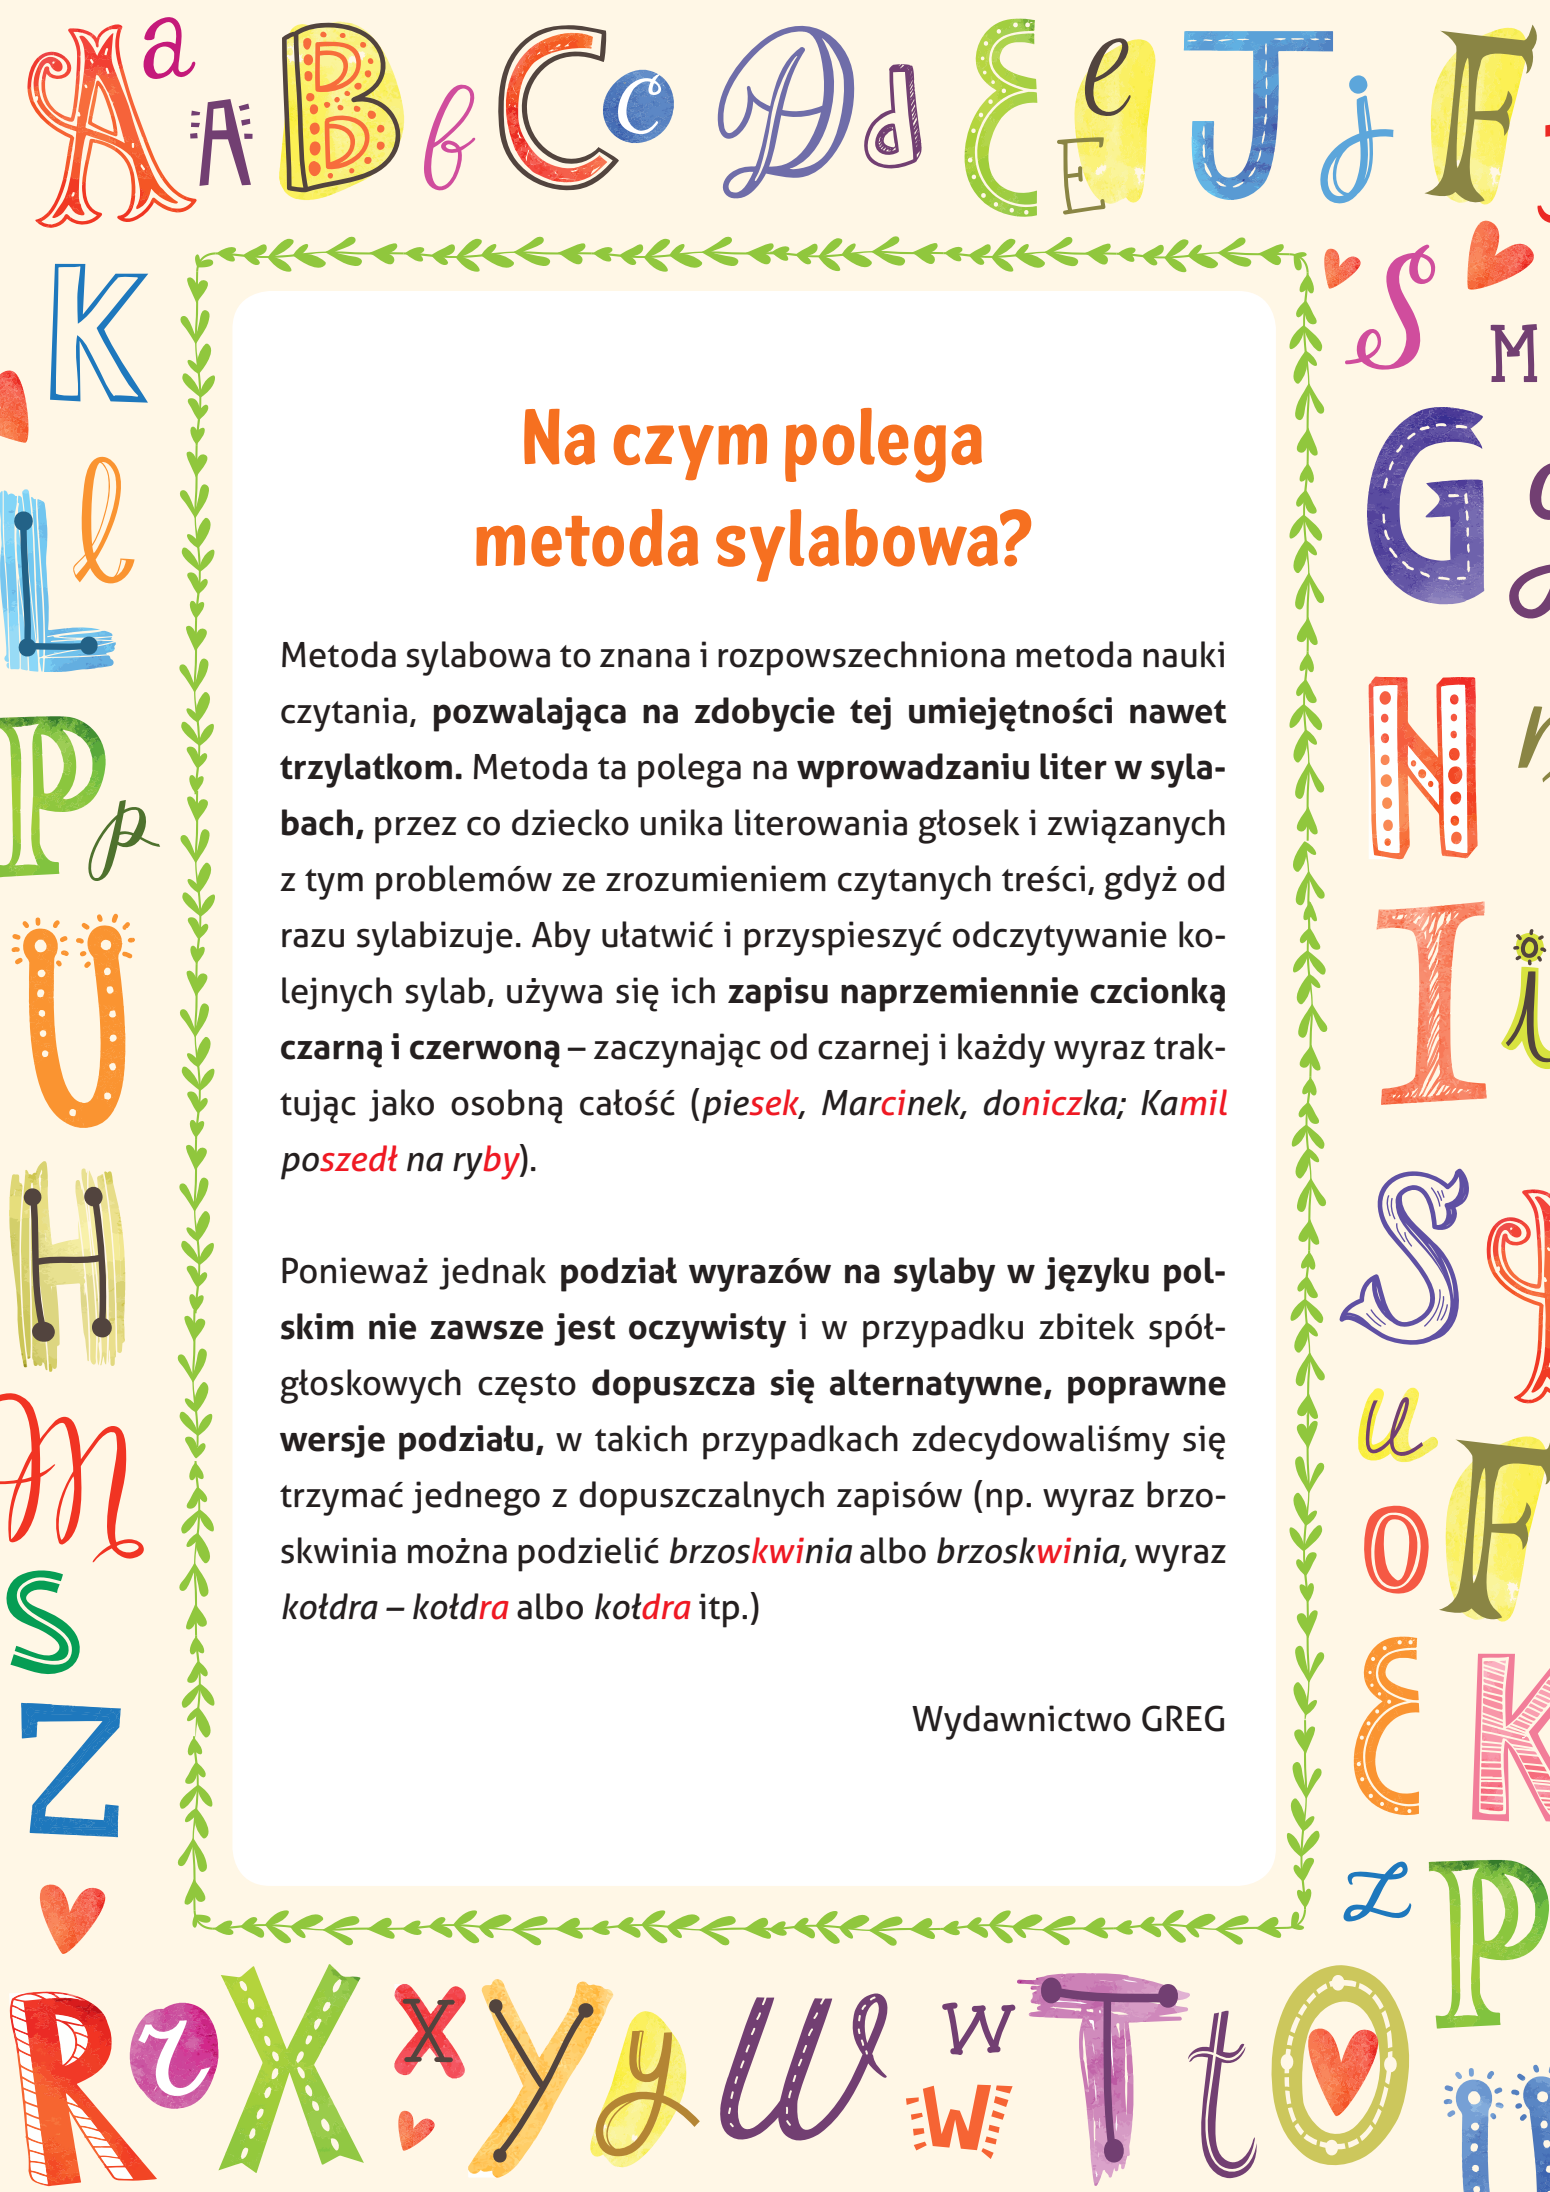 A a A B b C c D d E e E J j F
K S M
G
L l
N
P p
I i
U
H S
u
M F
o
S E K
Z z P
R r X x y y w w w T t O
Na czym polega
metoda sylabowa?
Metoda sylabowa to znana i rozpowszechniona metoda nauki
czytania, pozwalająca na zdobycie tej umiejętności nawet
trzylatkom. Metoda ta polega na wprowadzaniu liter w syla-
bach, przez co dziecko unika literowania głosek i związanych
z tym problemów ze zrozumieniem czytanych treści, gdyż od
razu sylabizuje. Aby ułatwić i przyspieszyć odczytywanie ko-
lejnych sylab, używa się ich zapisu naprzemiennie czcionką
czarną i czerwoną – zaczynając od czarnej i każdy wyraz trak-
tując jako osobną całość (piesek, Marcinek, doniczka; Kamil
poszedł na ryby).
Ponieważ jednak podział wyrazów na sylaby w języku pol-
skim nie zawsze jest oczywisty i w przypadku zbitek spół-
głoskowych często dopuszcza się alternatywne, poprawne
wersje podziału, w takich przypadkach zdecydowaliśmy się
trzymać jednego z dopuszczalnych zapisów (np. wyraz brzo-
skwinia można podzielić brzoskwinia albo brzoskwinia, wyraz
kołdra – kołdra albo kołdra itp.)
Wydawnictwo GREG